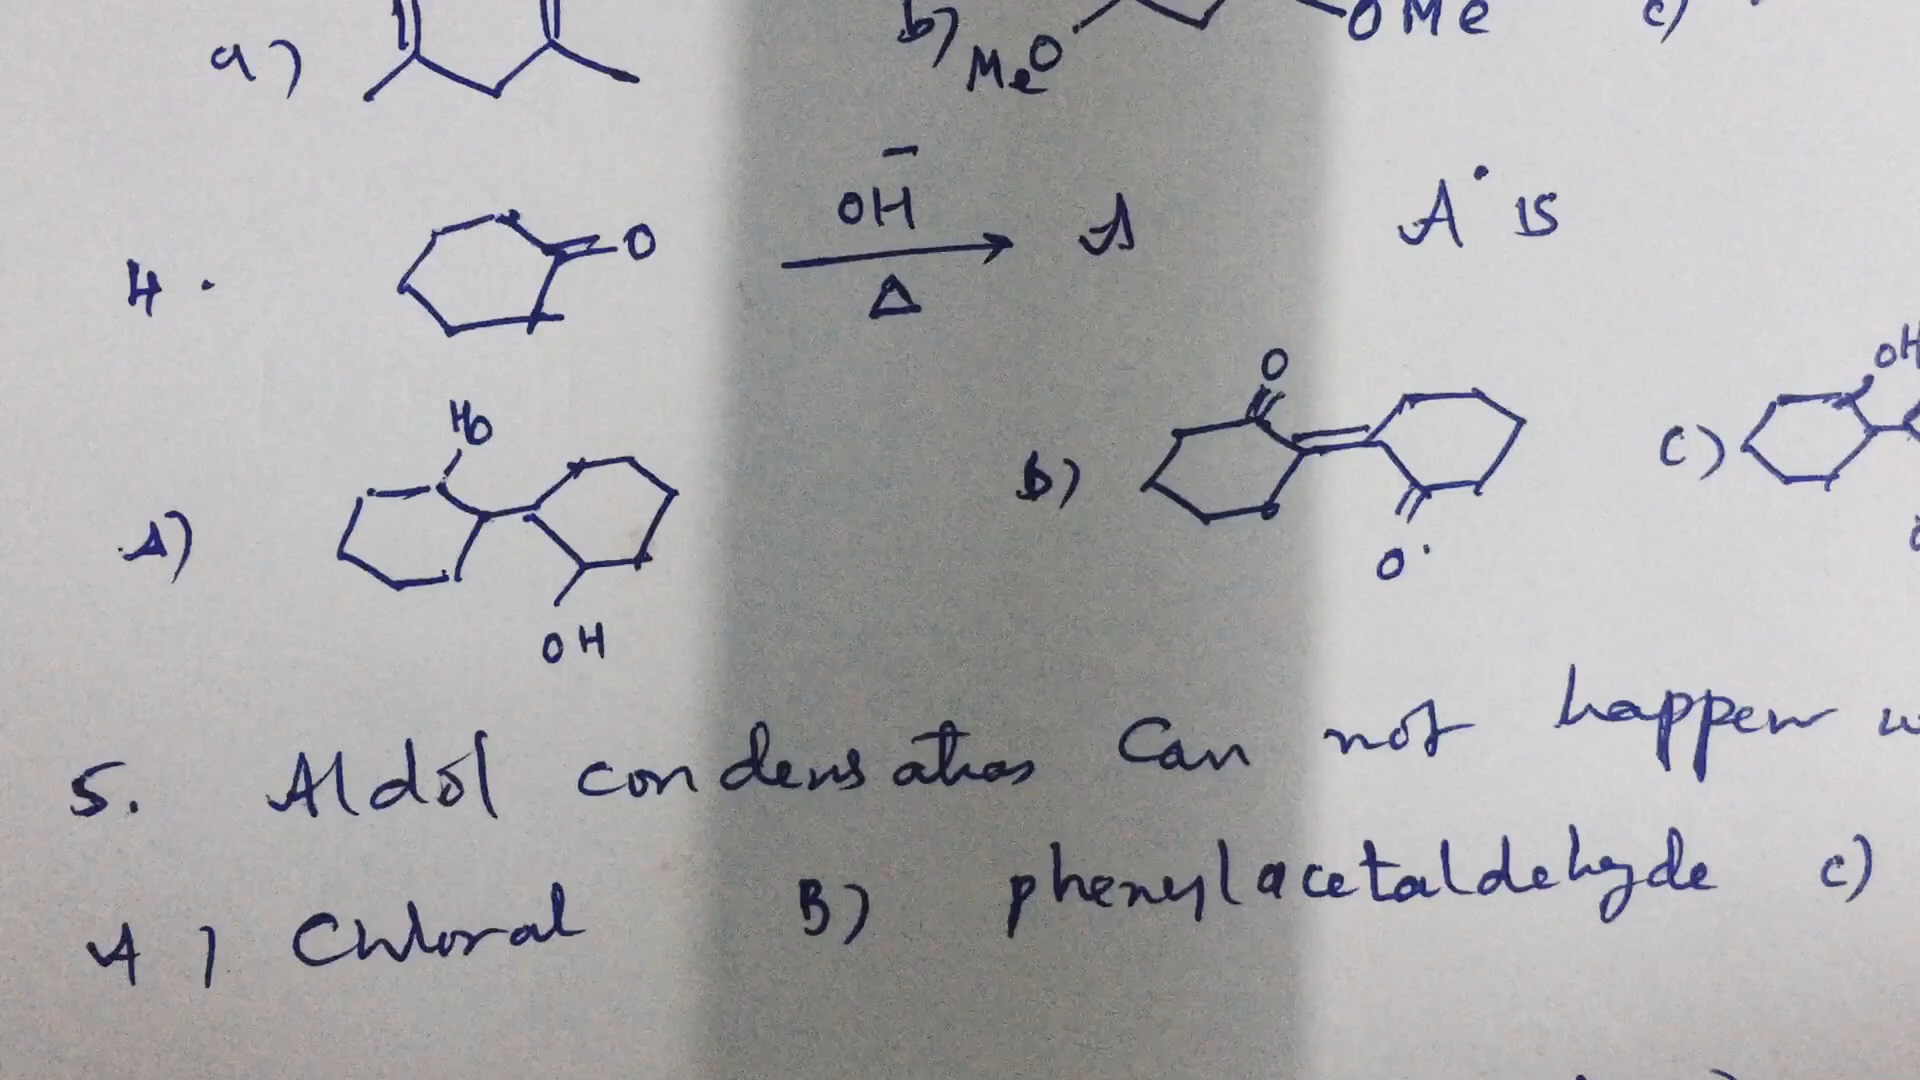 a) b) MeO OMe c)
4. O OH⁻ Δ A A is
A) HO OH b) O O c) OH
5. Aldol condensation Can not happen w
A) Chloral B) phenylacetaldehyde c)